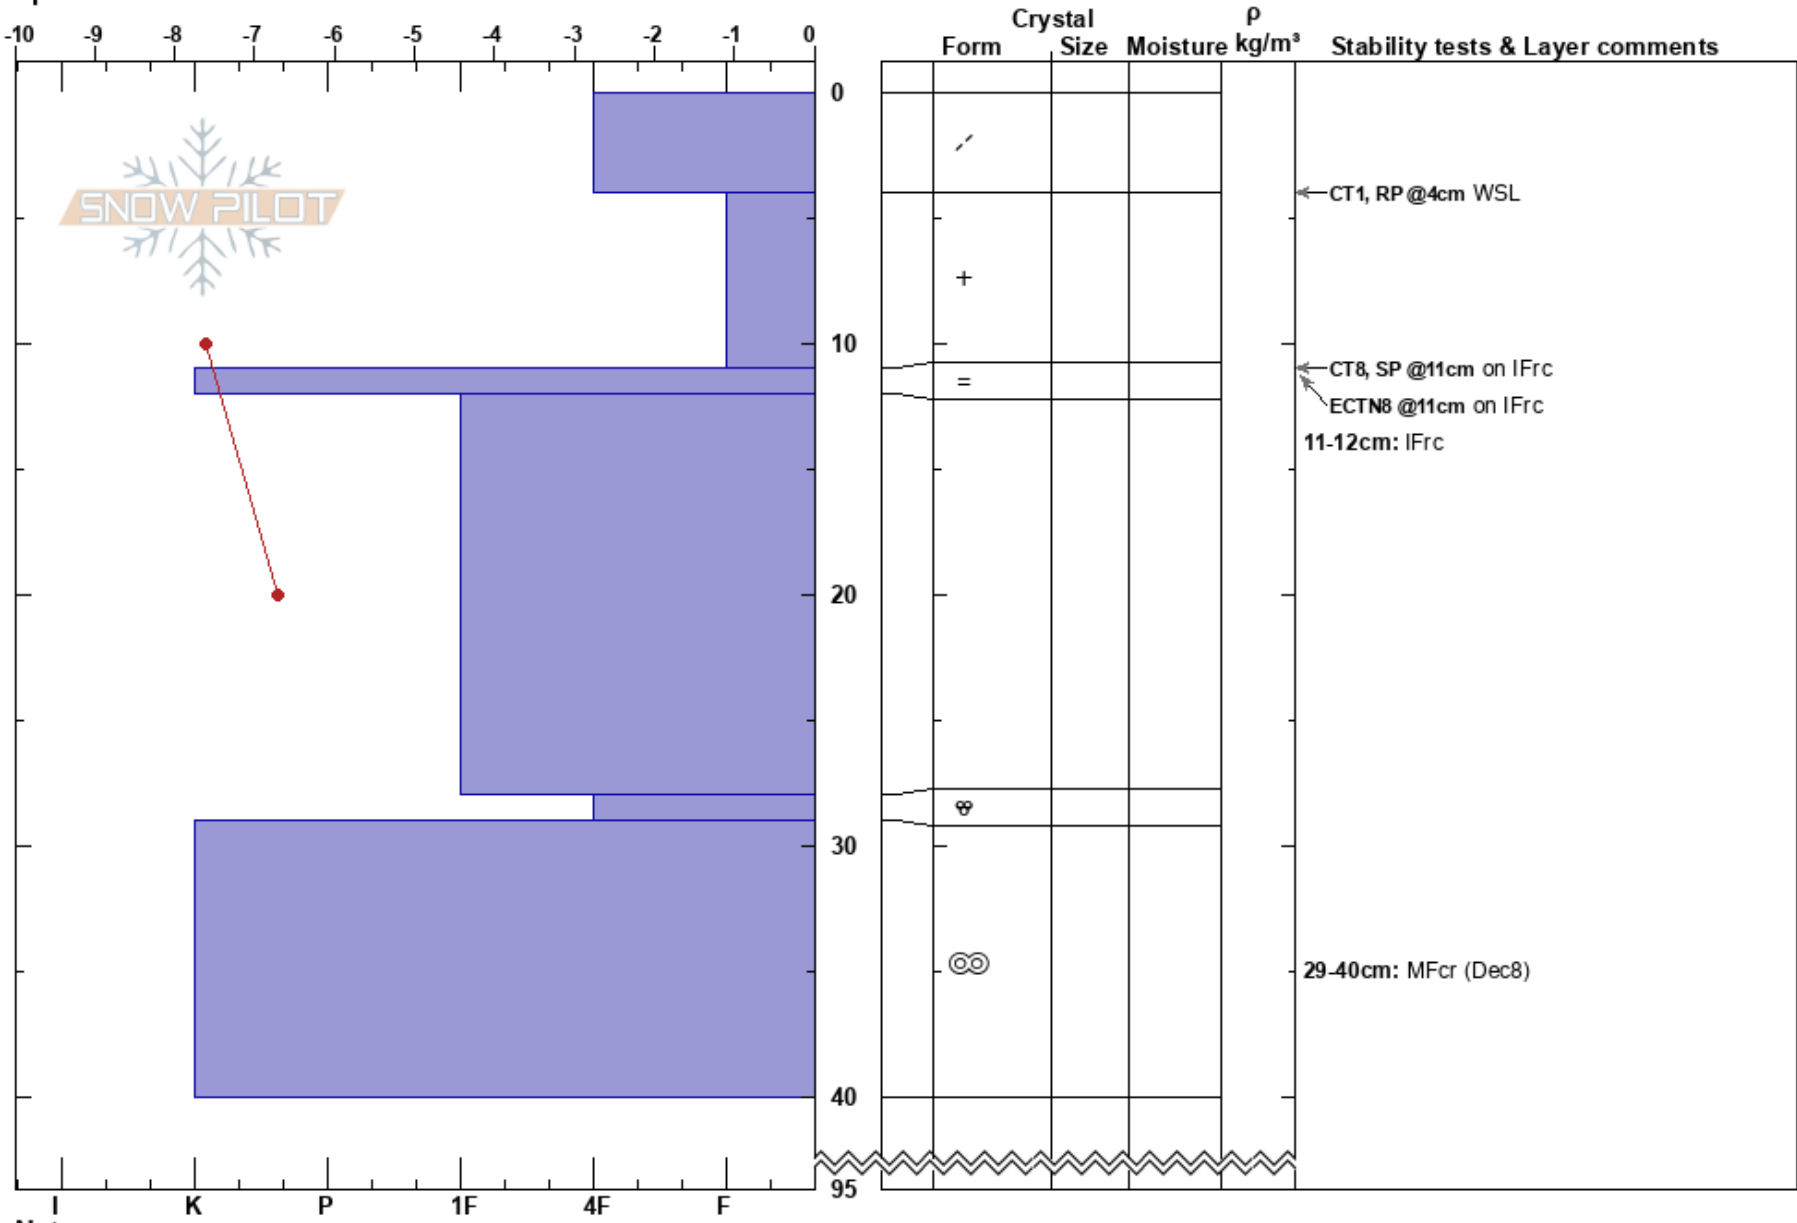 Crystal
ρ
-10 -9 -8 -7 -6 -5 -4 -3 -2 -1 0
Form Size Moisture kg/m³ Stability tests & Layer comments
0
SNOW PILOT
CT1, RP @4cm WSL
10
CT8, SP @11cm on IFrc
ECTN8 @11cm on IFrc
11-12cm: IFrc
20
30
29-40cm: MFcr (Dec8)
40
95
I K P 1F 4F F